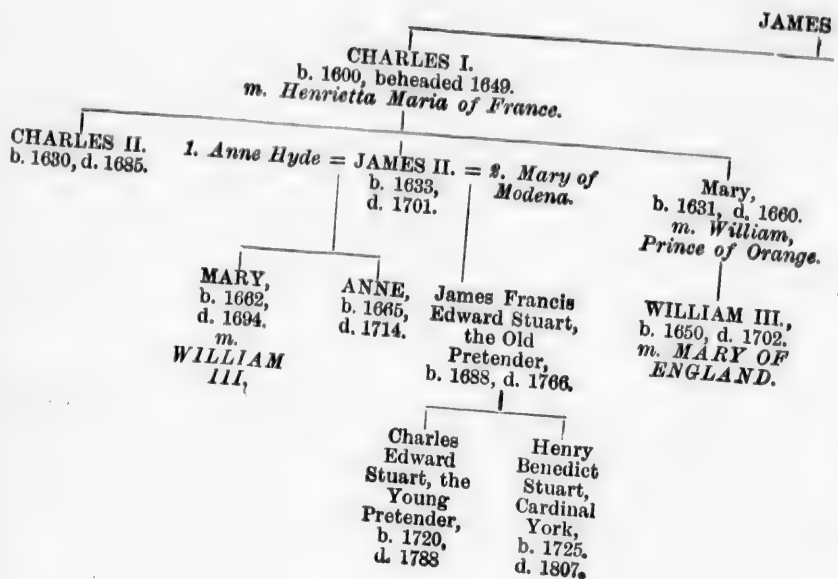 JAMES
CHARLES I.
b. 1600, beheaded 1649.
m. Henrietta Maria of France.
CHARLES II.
b. 1630, d. 1685.
1. Anne Hyde = JAMES II. = 2. Mary of
Modena.
b. 1633,
d. 1701.
Mary,
b. 1631, d. 1660.
m. William,
Prince of Orange.
MARY,
b. 1662,
d. 1694.
m.
WILLIAM
III,
ANNE,
b. 1665,
d. 1714.
James Francis
Edward Stuart,
the Old
Pretender,
b. 1688, d. 1766.
WILLIAM III.,
b. 1650, d. 1702.
m. MARY OF
ENGLAND.
Charles
Edward
Stuart, the
Young
Pretender,
b. 1720,
d. 1788
Henry
Benedict
Stuart,
Cardinal
York,
b. 1725.
d. 1807.